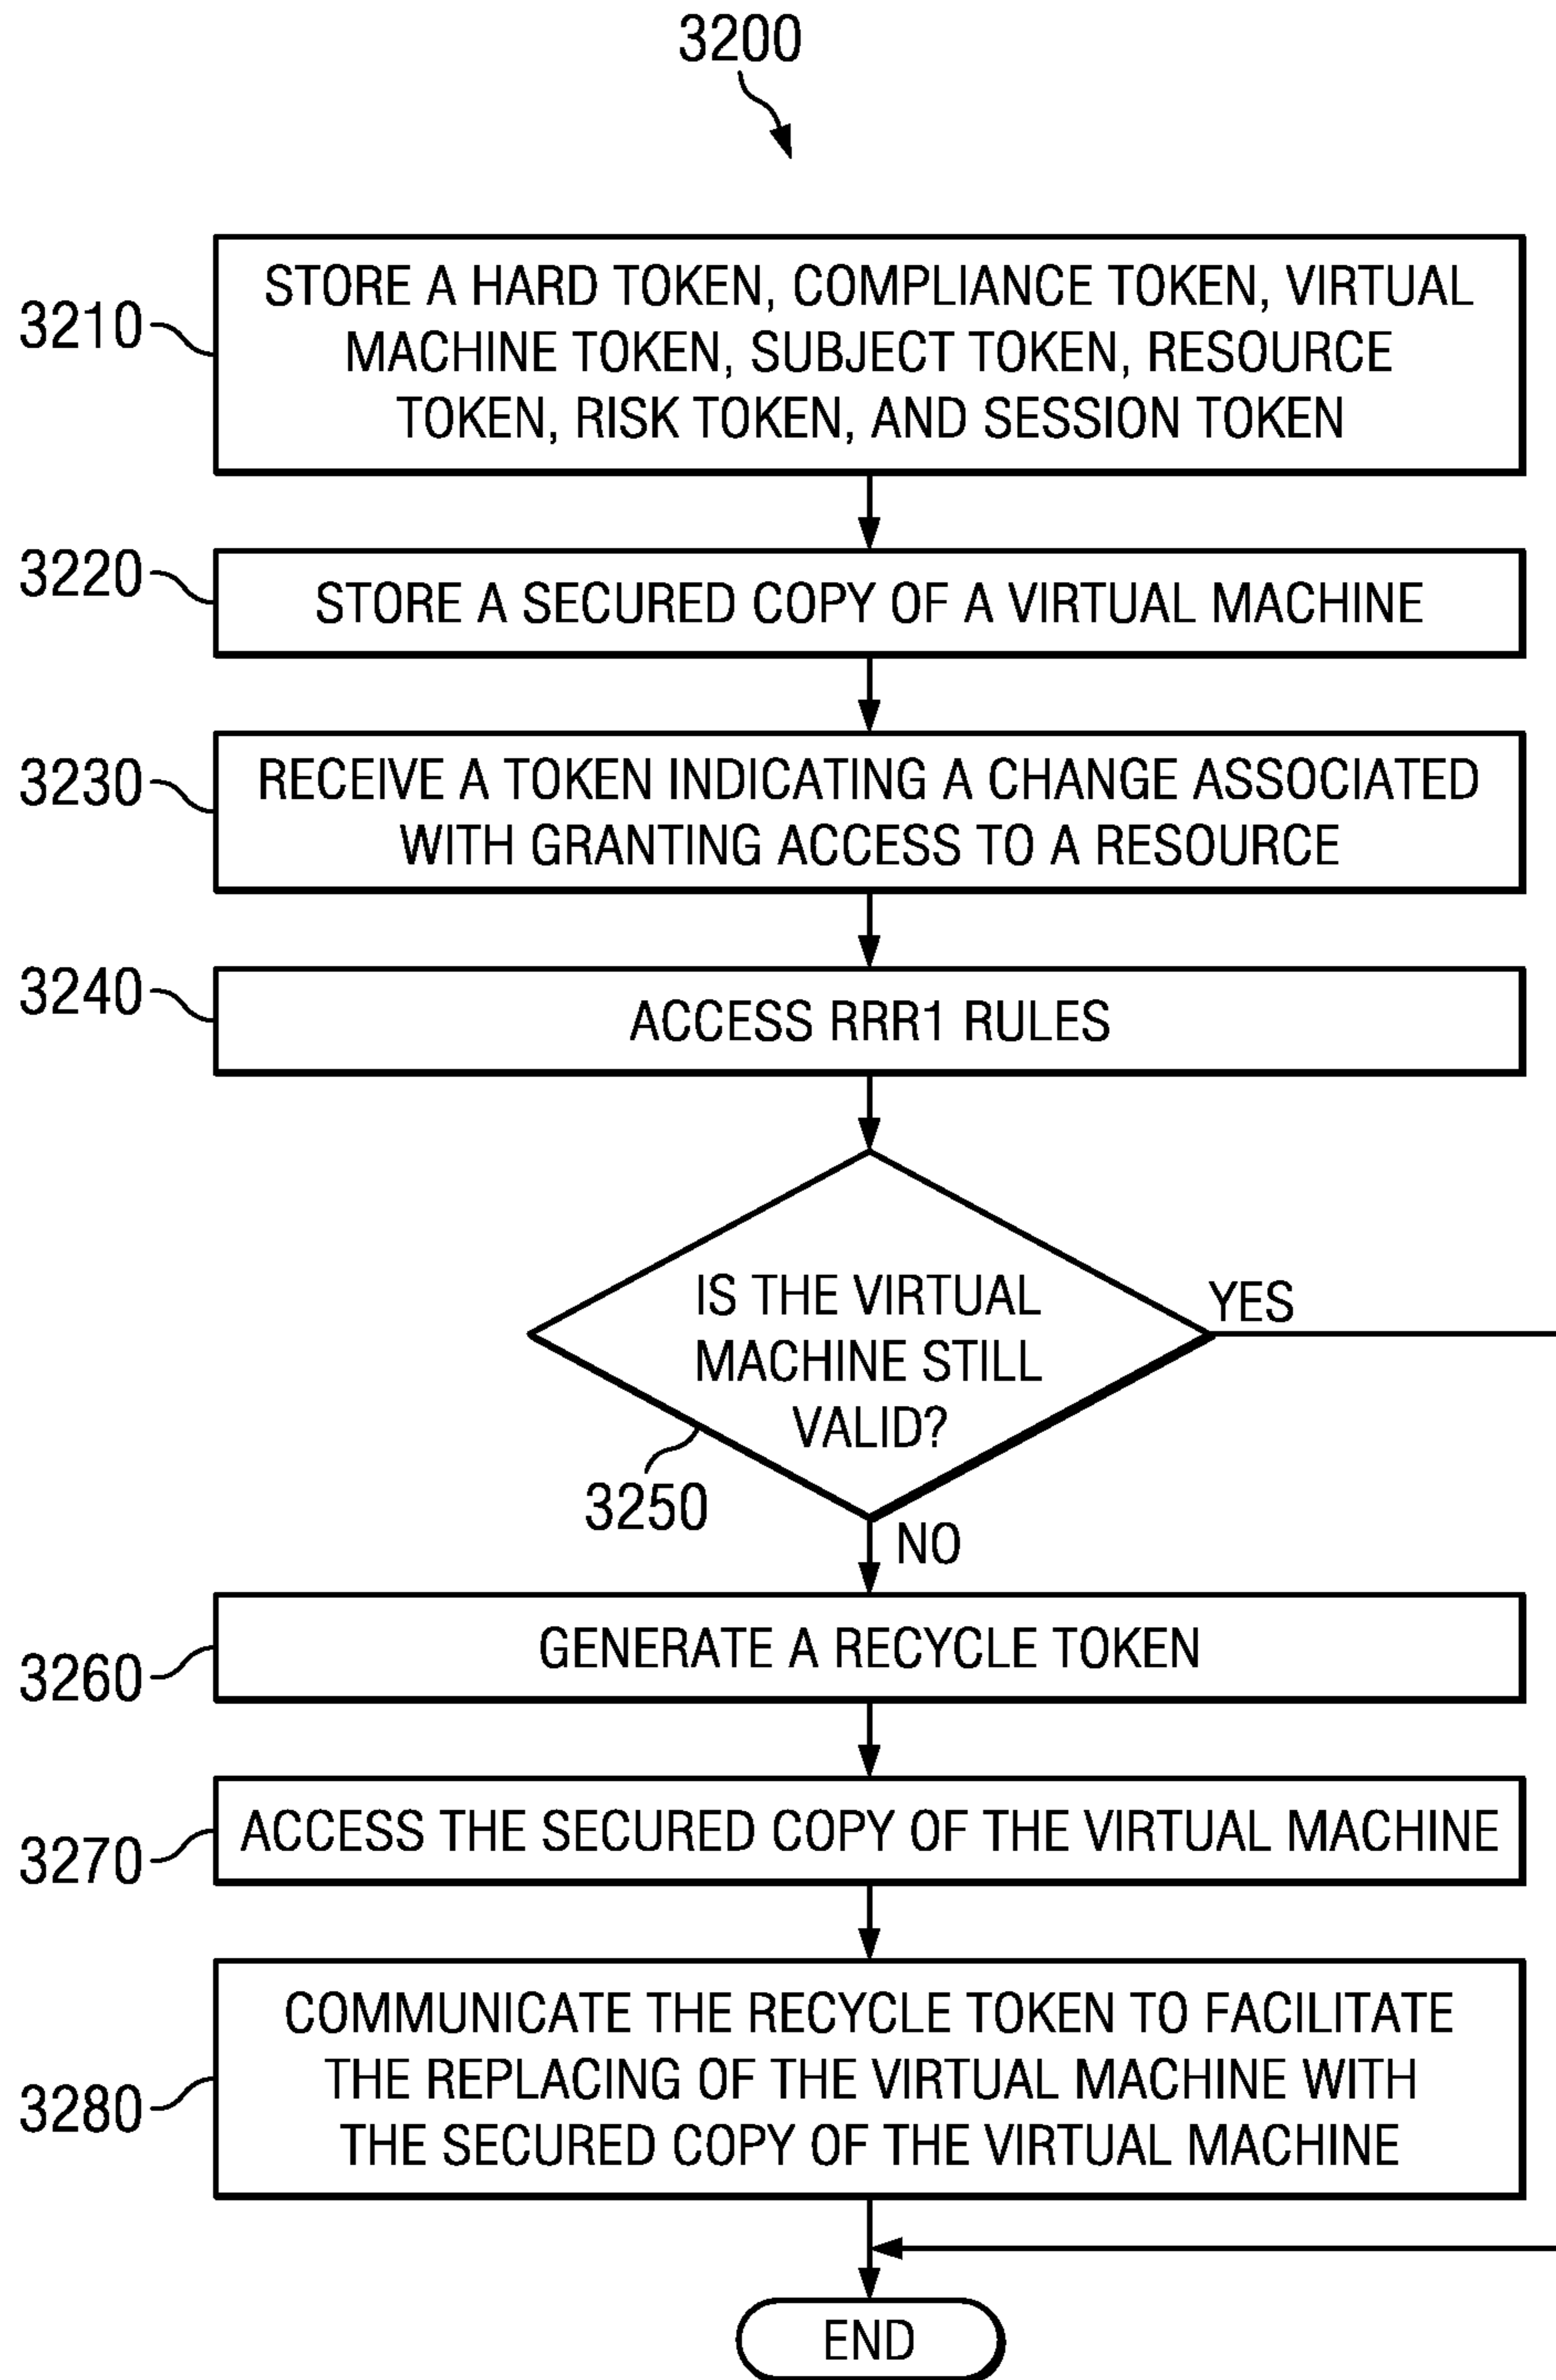 3200
3210
STORE A HARD TOKEN, COMPLIANCE TOKEN, VIRTUAL
MACHINE TOKEN, SUBJECT TOKEN, RESOURCE
TOKEN, RISK TOKEN, AND SESSION TOKEN
3220
STORE A SECURED COPY OF A VIRTUAL MACHINE
3230
RECEIVE A TOKEN INDICATING A CHANGE ASSOCIATED
WITH GRANTING ACCESS TO A RESOURCE
3240
ACCESS RRR1 RULES
IS THE VIRTUAL
MACHINE STILL
VALID?
YES
3250
NO
3260
GENERATE A RECYCLE TOKEN
3270
ACCESS THE SECURED COPY OF THE VIRTUAL MACHINE
3280
COMMUNICATE THE RECYCLE TOKEN TO FACILITATE
THE REPLACING OF THE VIRTUAL MACHINE WITH
THE SECURED COPY OF THE VIRTUAL MACHINE
END